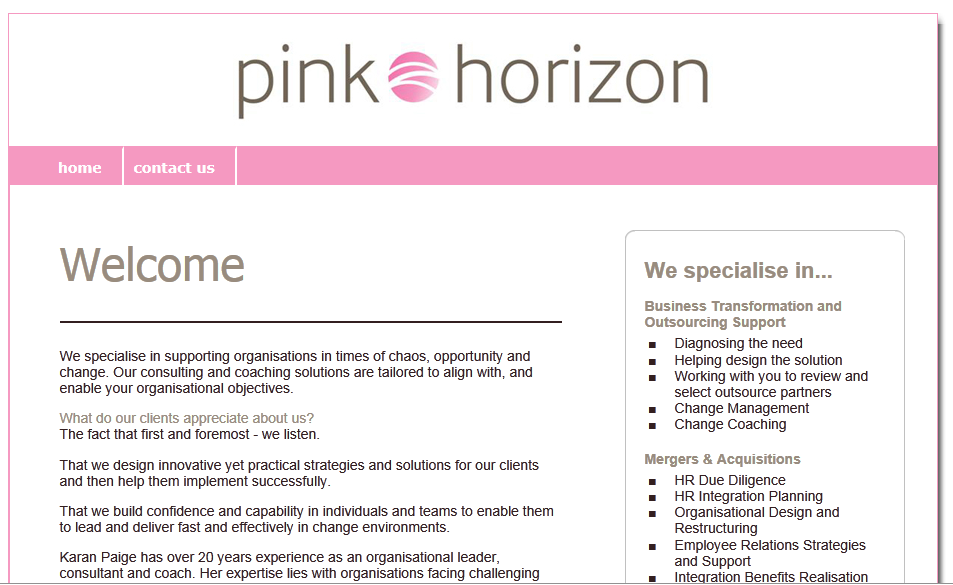 pink horizon
home
contact us
Welcome
We specialise in supporting organisations in times of chaos, opportunity and
change. Our consulting and coaching solutions are tailored to align with, and
enable your organisational objectives.
What do our clients appreciate about us?
The fact that first and foremost - we listen.
That we design innovative yet practical strategies and solutions for our clients
and then help them implement successfully.
That we build confidence and capability in individuals and teams to enable them
to lead and deliver fast and effectively in change environments.
Karan Paige has over 20 years experience as an organisational leader,
consultant and coach. Her expertise lies with organisations facing challenging
We specialise in...
Business Transformation and
Outsourcing Support
Diagnosing the need
Helping design the solution
Working with you to review and
select outsource partners
Change Management
Change Coaching
Mergers & Acquisitions
HR Due Diligence
HR Integration Planning
Organisational Design and
Restructuring
Employee Relations Strategies
and Support
Integration Benefits Realisation